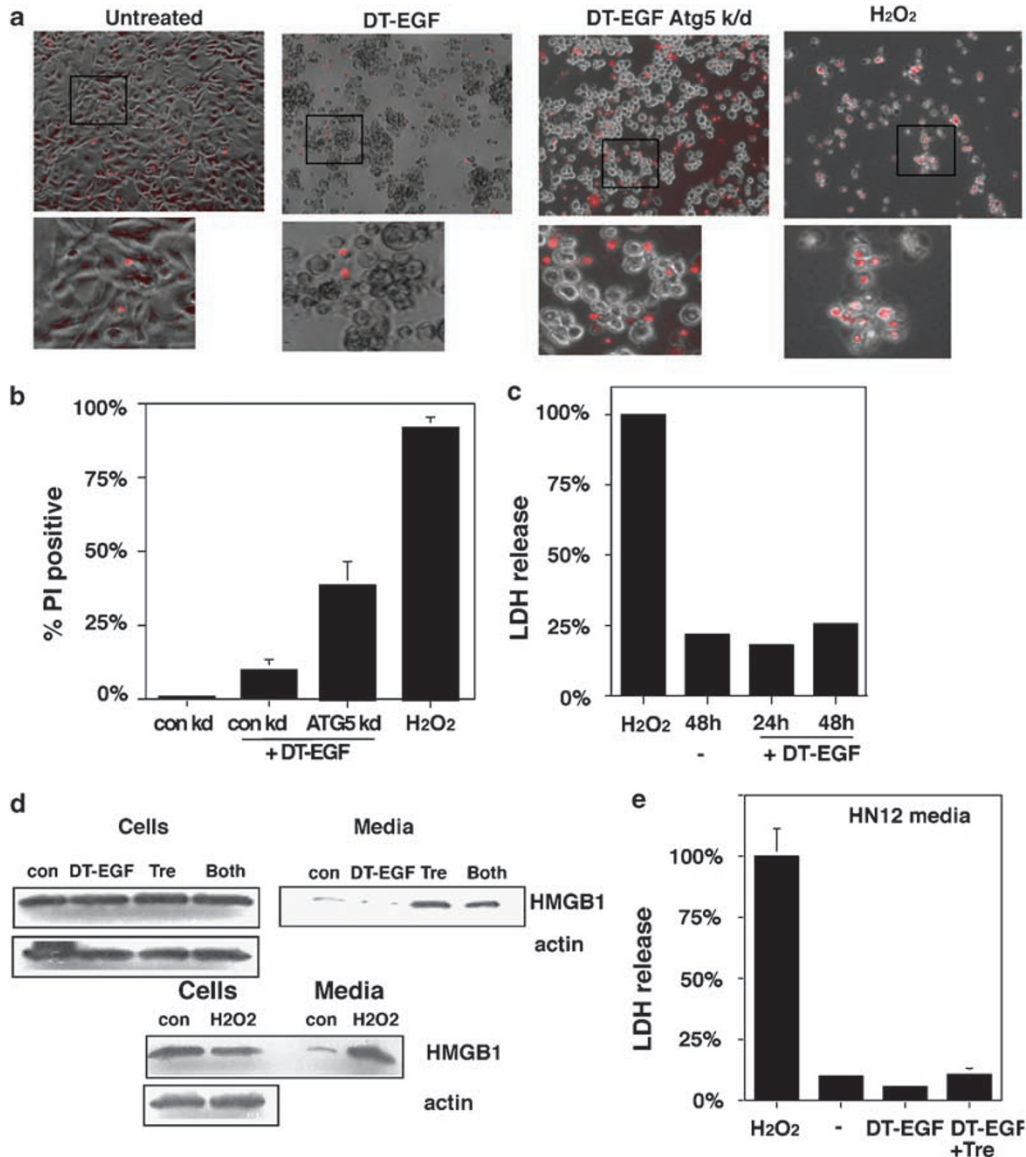 a
Untreated DT-EGF DT-EGF Atg5 k/d H2O2
b
100%
75%
50%
25%
0%
% PI positive
con kd con kd ATG5 kd H2O2
+ DT-EGF
c
100%
75%
50%
25%
0%
LDH release
H2O2 48h 24h 48h
- + DT-EGF
d
Cells Media
con DT-EGF Tre Both con DT-EGF Tre Both
HMGB1
actin
Cells Media
con H2O2 con H2O2
HMGB1
actin
e
HN12 media
100%
75%
50%
25%
0%
LDH release
H2O2 - DT-EGF DT-EGF
+Tre